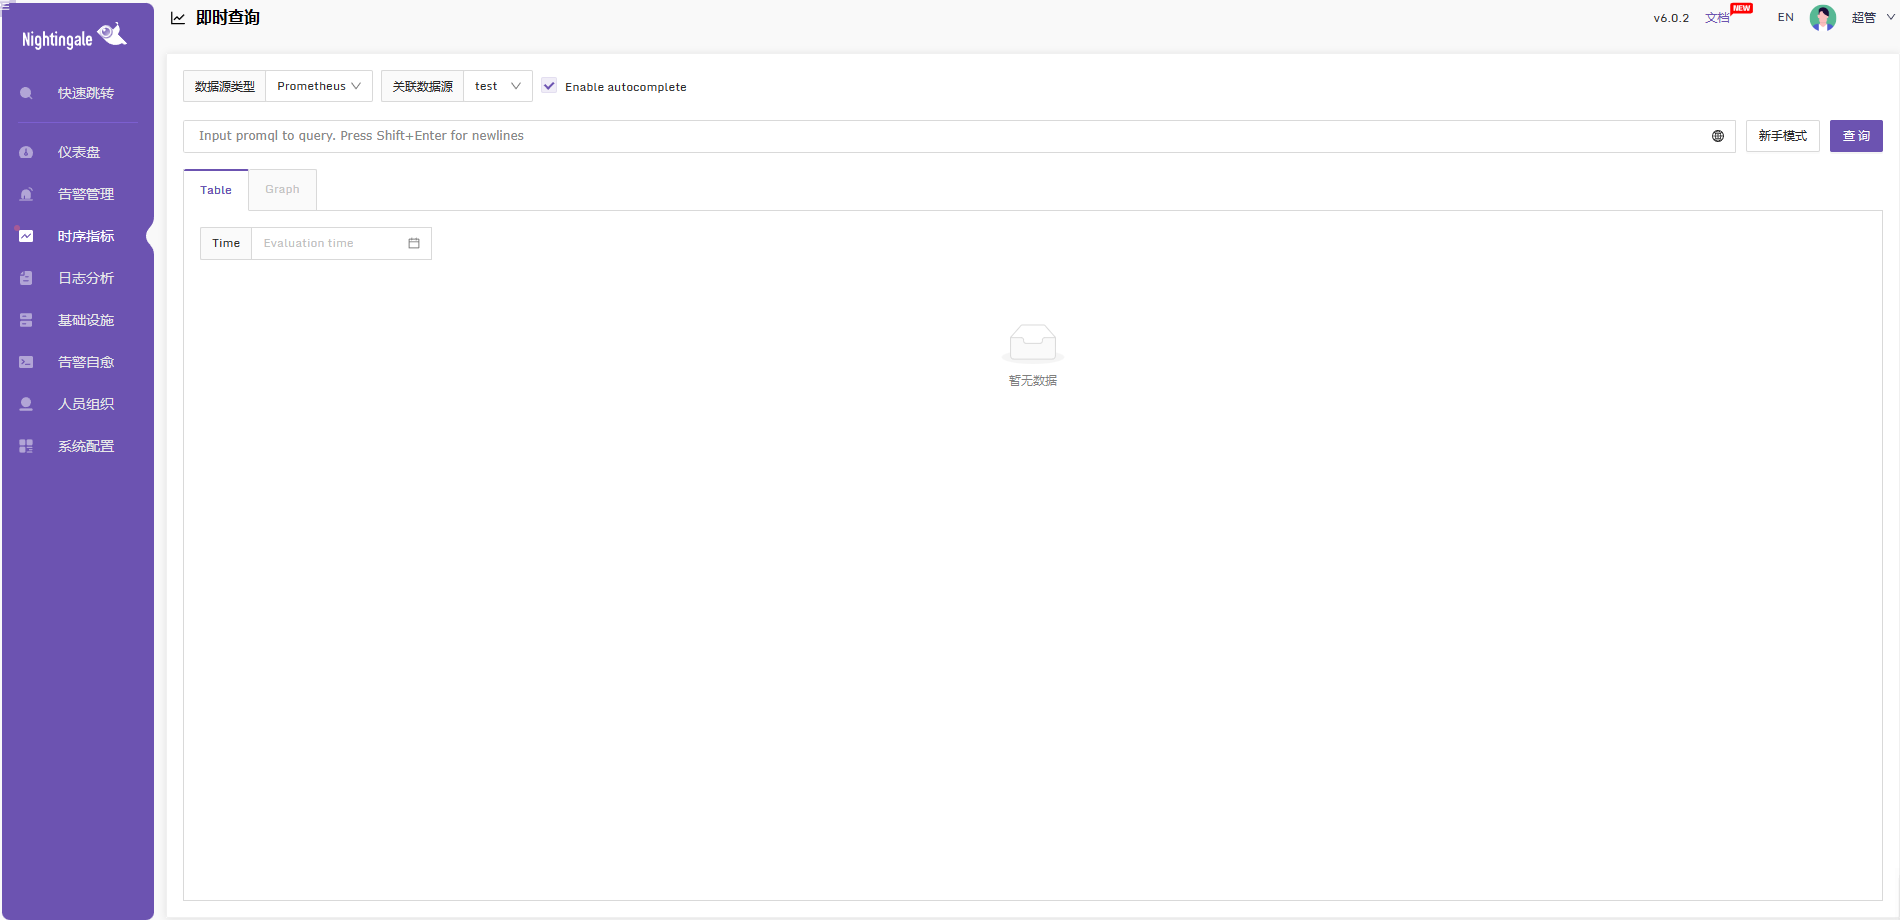 Nightingale
快速跳转
仪表盘
告警管理
时序指标
日志分析
基础设施
告警自愈
人员组织
系统配置
即时查询
v6.0.2 文档 NEW EN 超管
数据源类型 Prometheus 关联数据源 test Enable autocomplete
Input promql to query. Press Shift+Enter for newlines 新手模式 查 询
Table Graph
Time Evaluation time
暂无数据